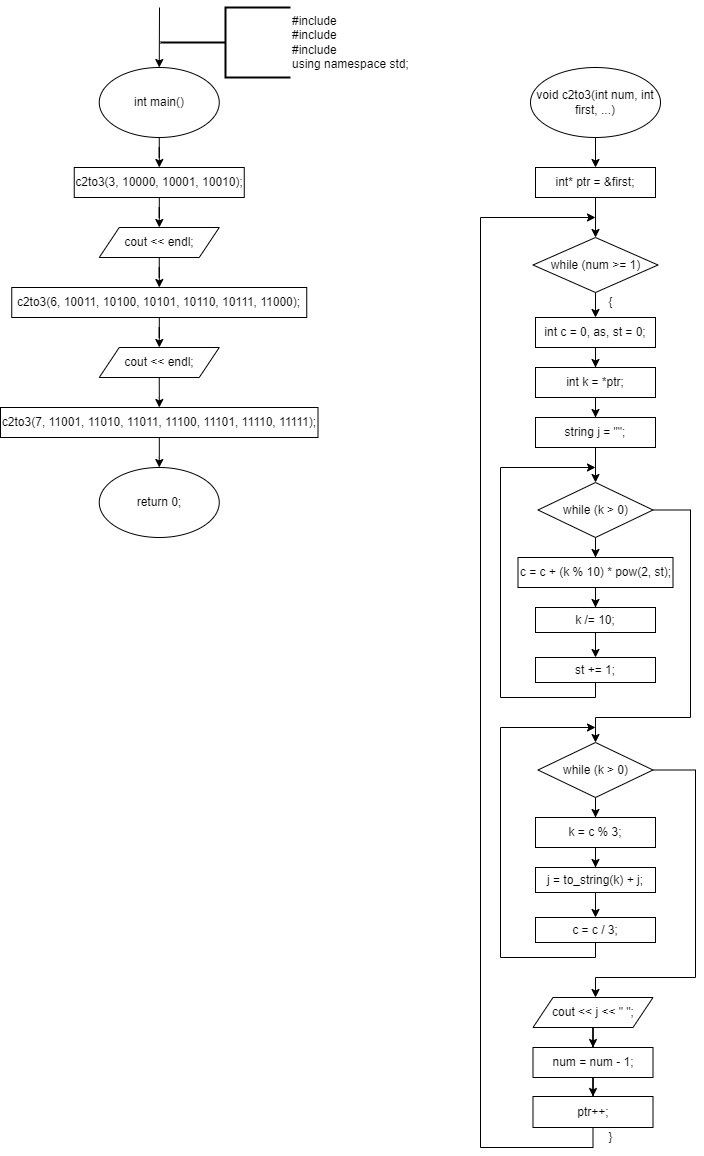 #include
#include
#include
using namespace std;
int main()
c2to3(3, 10000, 10001, 10010);
cout << endl;
c2to3(6, 10011, 10100, 10101, 10110, 10111, 11000);
cout << endl;
c2to3(7, 11001, 11010, 11011, 11100, 11101, 11110, 11111);
return 0;
void c2to3(int num, int
first, ...)
int* ptr = &first;
while (num >= 1)
{
int c = 0, as, st = 0;
int k = *ptr;
string j = "";
while (k > 0)
c = c + (k % 10) * pow(2, st);
k /= 10;
st += 1;
while (k > 0)
k = c % 3;
j = to_string(k) + j;
c = c / 3;
cout << j << " ";
num = num - 1;
ptr++;
}